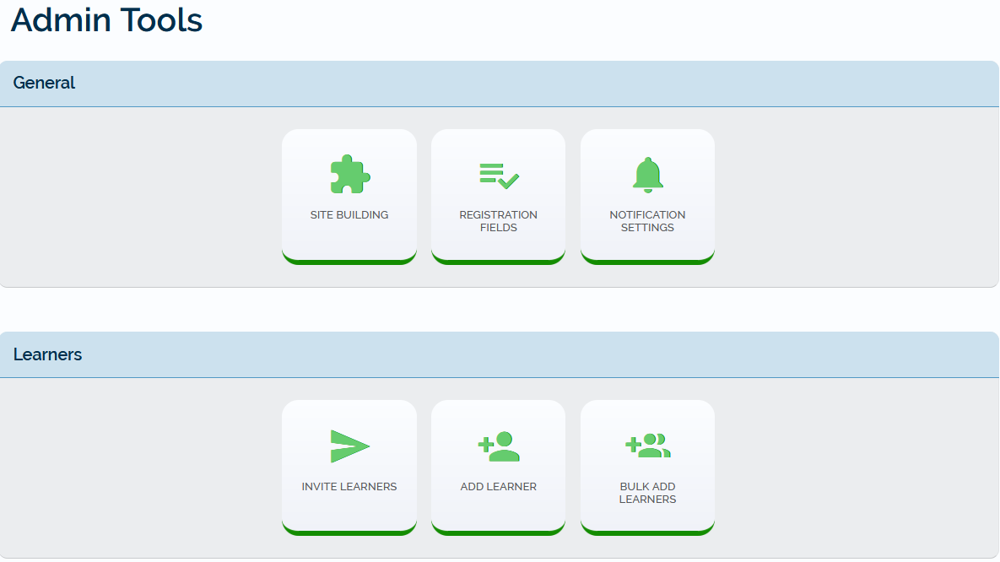 Admin Tools
General
SITE BUILDING
REGISTRATION
FIELDS
NOTIFICATION
SETTINGS
Learners
INVITE LEARNERS
ADD LEARNER
BULK ADD
LEARNERS